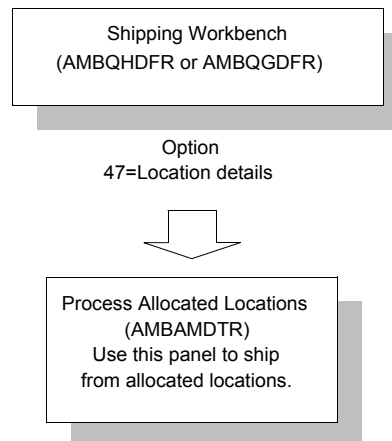 Shipping Workbench
(AMBQHDFR or AMBQGDFR)
Option
47=Location details
Process Allocated Locations
(AMBAMDTR)
Use this panel to ship
from allocated locations.